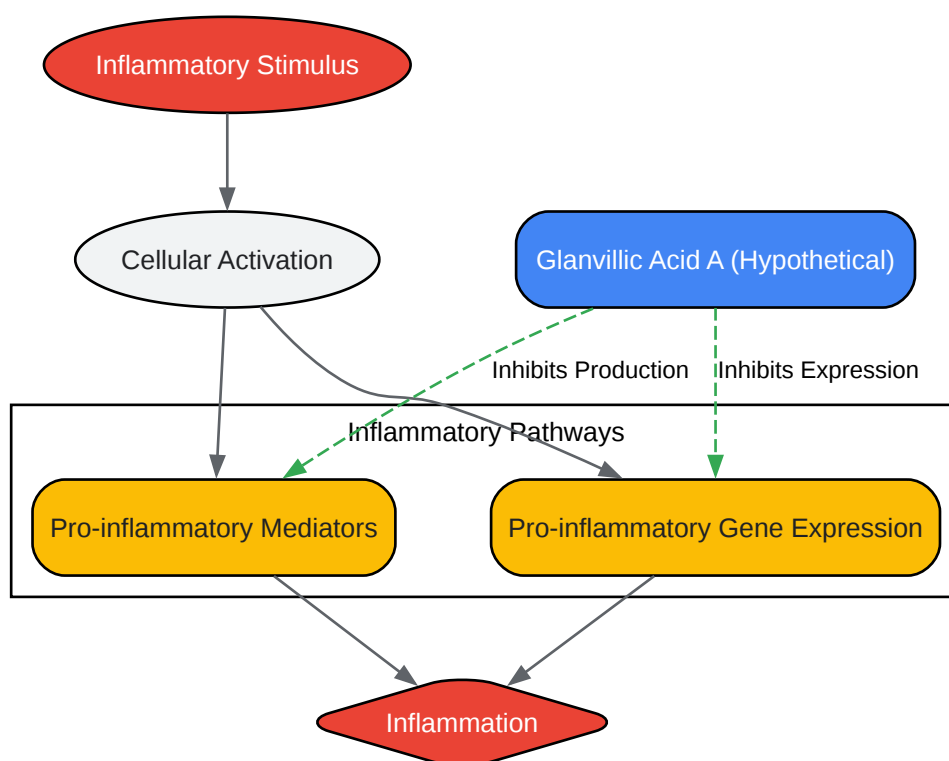 Inflammatory Stimulus
Cellular Activation
Glanvillic Acid A (Hypothetical)
Inhibits Production
Inhibits Expression
Inflammatory Pathways
Pro-inflammatory Mediators
Pro-inflammatory Gene Expression
Inflammation